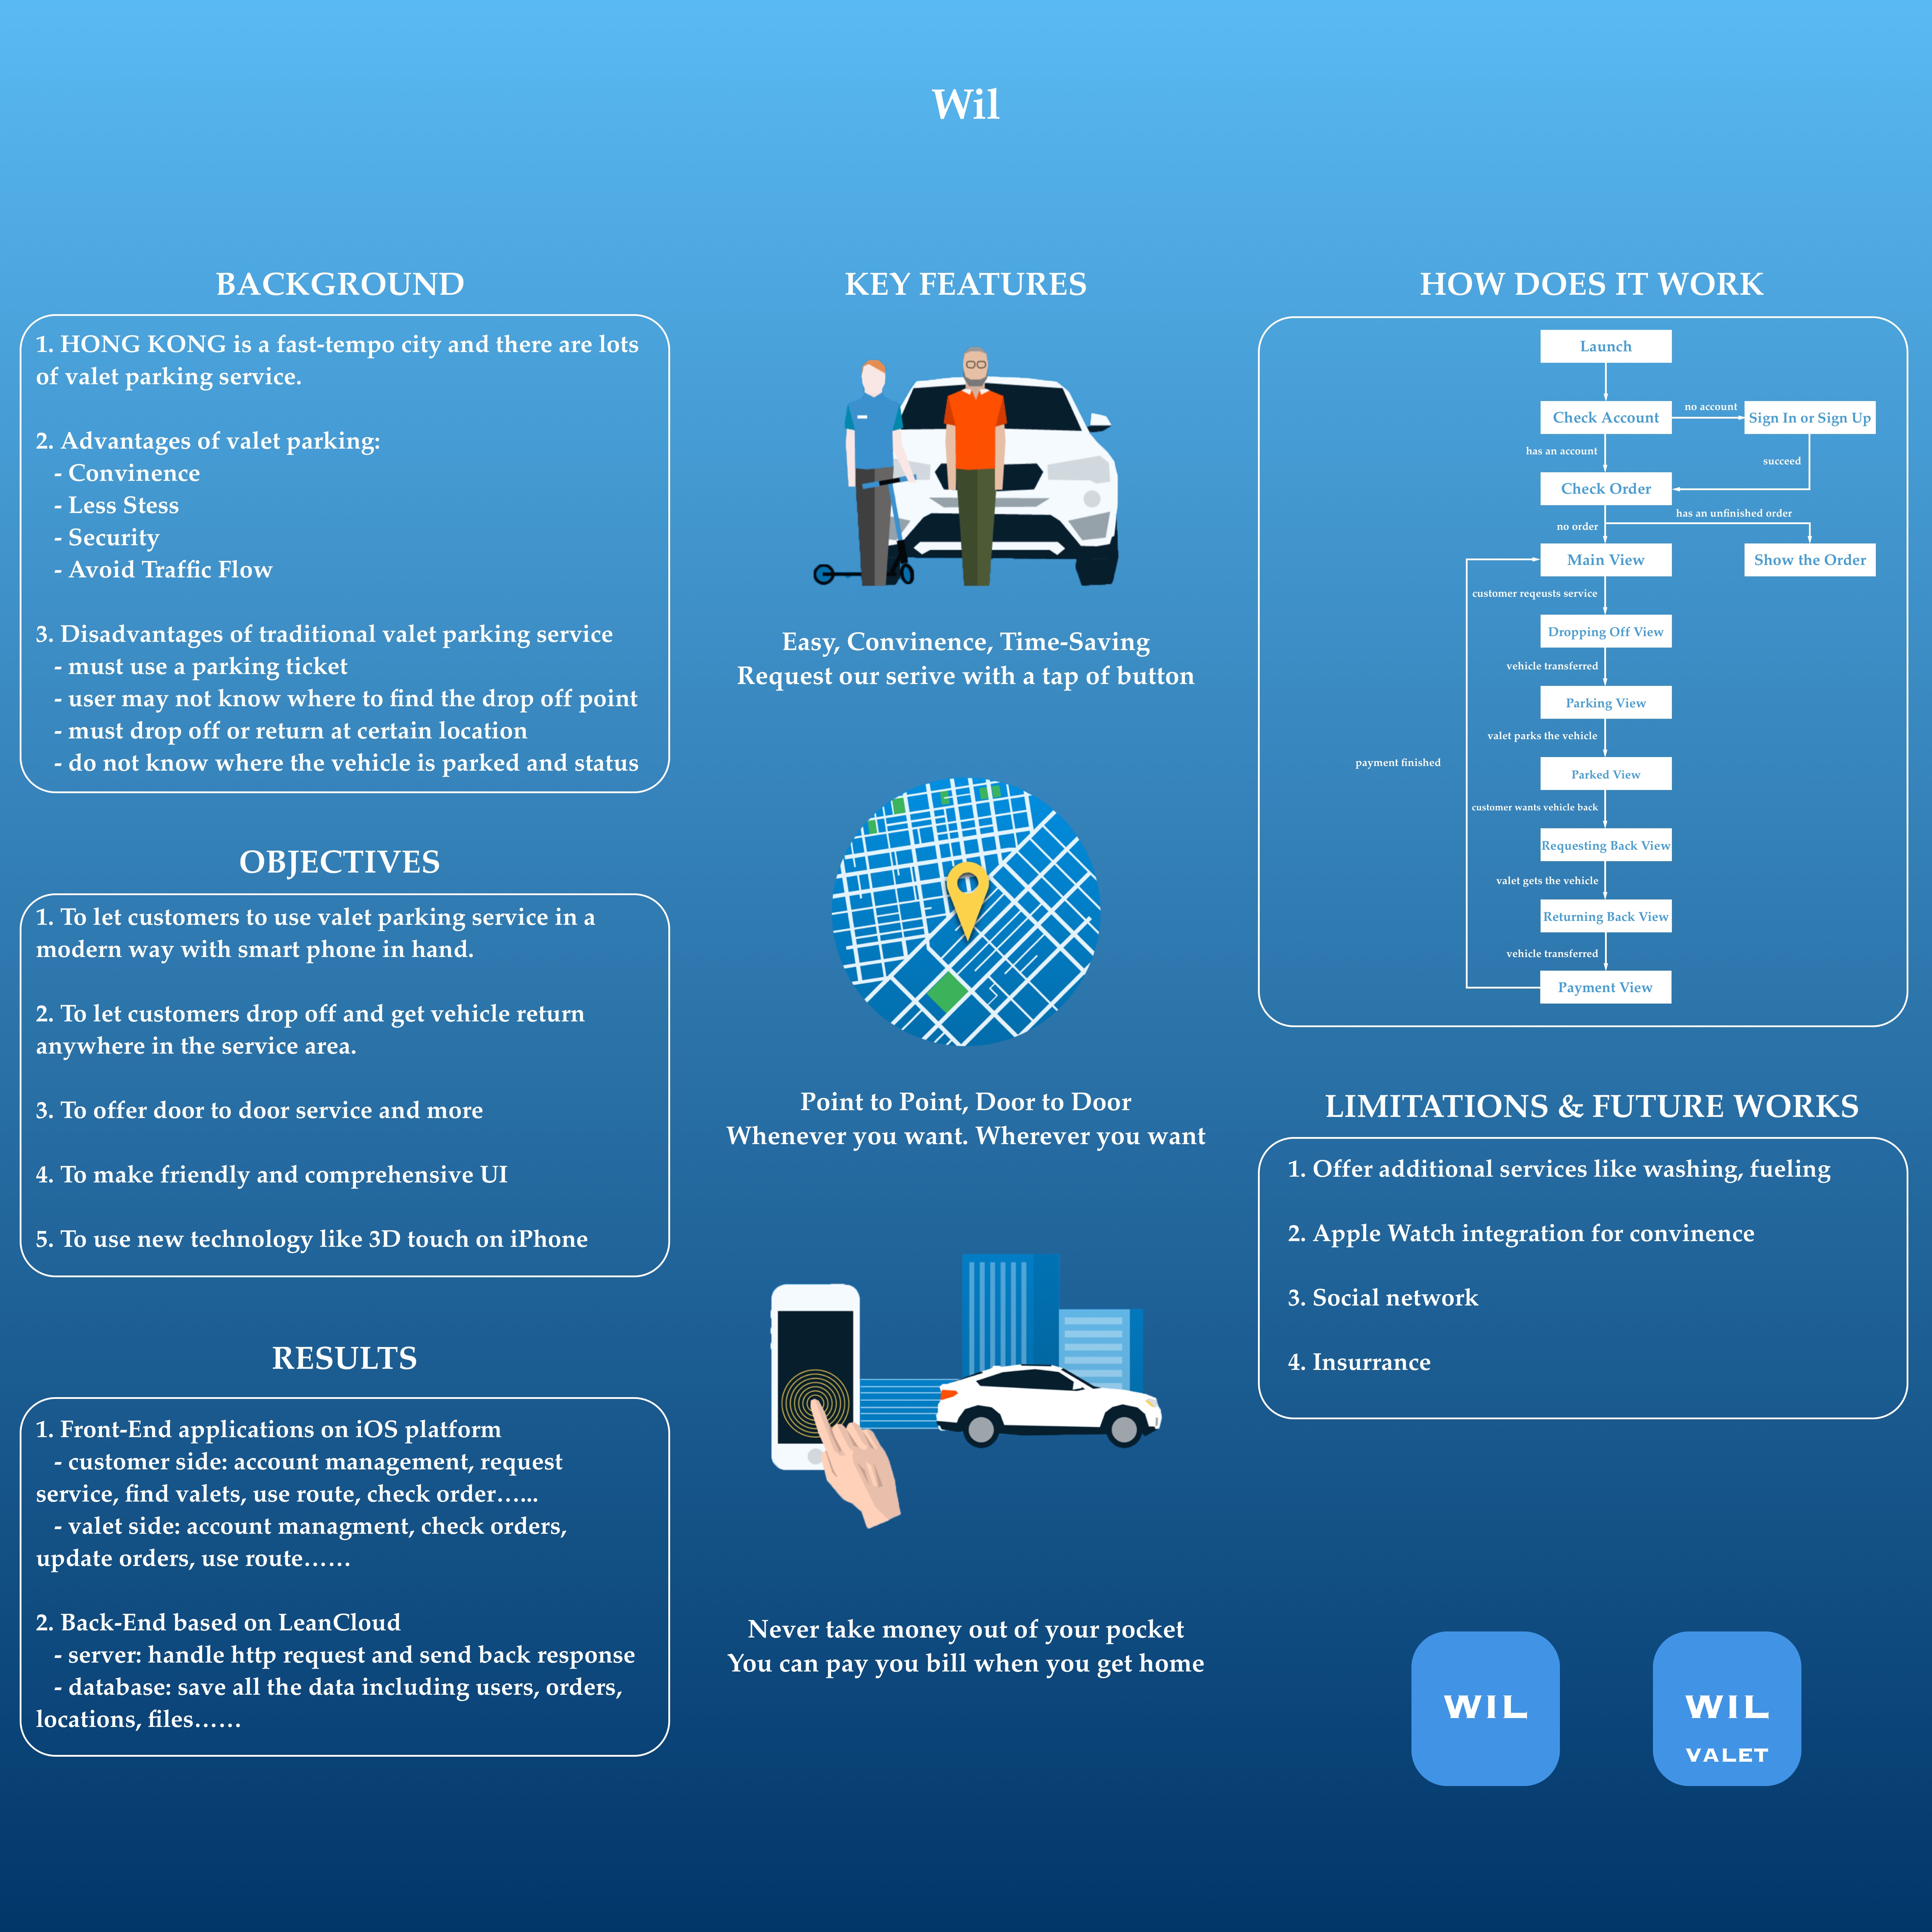 Wil
BACKGROUND
1. HONG KONG is a fast-tempo city and there are lots
of valet parking service.
2. Advantages of valet parking:
- Convinence
- Less Stess
- Security
- Avoid Traffic Flow
3. Disadvantages of traditional valet parking service
- must use a parking ticket
- user may not know where to find the drop off point
- must drop off or return at certain location
- do not know where the vehicle is parked and status
OBJECTIVES
1. To let customers to use valet parking service in a
modern way with smart phone in hand.
2. To let customers drop off and get vehicle return
anywhere in the service area.
3. To offer door to door service and more
4. To make friendly and comprehensive UI
5. To use new technology like 3D touch on iPhone
RESULTS
1. Front-End applications on iOS platform
- customer side: account management, request
service, find valets, use route, check order…...
- valet side: account managment, check orders,
update orders, use route……
2. Back-End based on LeanCloud
- server: handle http request and send back response
- database: save all the data including users, orders,
locations, files……
KEY FEATURES
Easy, Convinence, Time-Saving
Request our serive with a tap of button
Point to Point, Door to Door
Whenever you want. Wherever you want
Never take money out of your pocket
You can pay you bill when you get home
HOW DOES IT WORK
Launch
Check Account
no account
Sign In or Sign Up
has an account
succeed
Check Order
has an unfinished order
no order
Main View
Show the Order
customer reqeusts service
Dropping Off View
vehicle transferred
Parking View
valet parks the vehicle
payment finished
Parked View
customer wants vehicle back
Requesting Back View
valet gets the vehicle
Returning Back View
vehicle transferred
Payment View
LIMITATIONS & FUTURE WORKS
1. Offer additional services like washing, fueling
2. Apple Watch integration for convinence
3. Social network
4. Insurrance
WIL
WIL
VALET